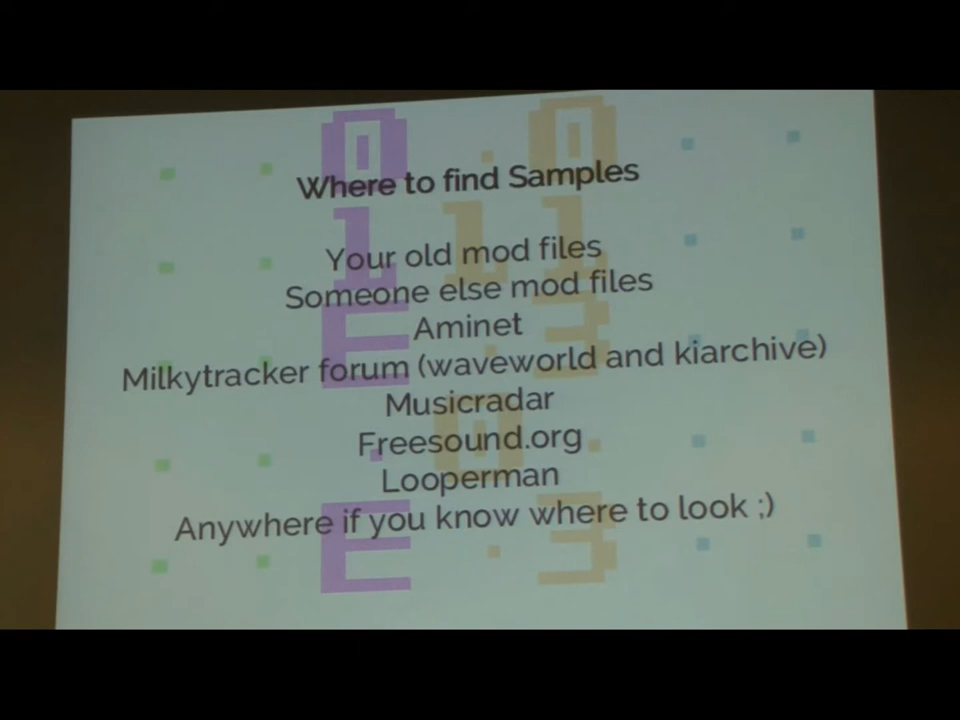 Where to find Samples
Your old mod files
Someone else mod files
Aminet
Milkytracker forum (waveworld and kiarchive)
Musicradar
Freesound.org
Looperman
Anywhere if you know where to look ;)